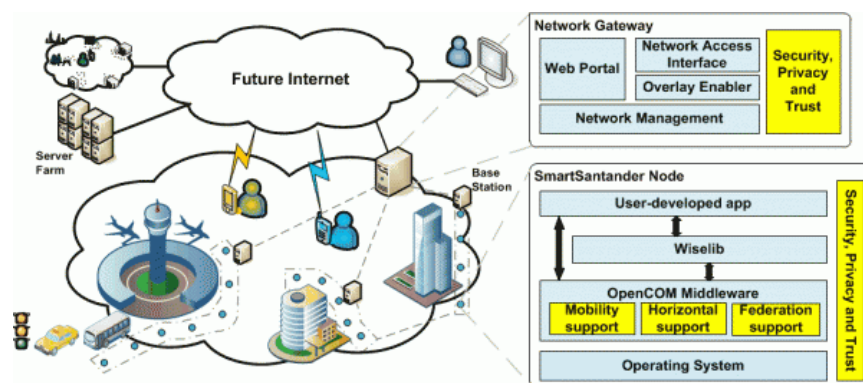 Future Internet
Server
Farm
Base
Station
Network Gateway
Web Portal
Network Access
Interface
Overlay Enabler
Network Management
Security,
Privacy
and
Trust
SmartSantander Node
User-developed app
Wiselib
OpenCOM Middleware
Mobility
support
Horizontal
support
Federation
support
Operating System
Security, Privacy and Trust